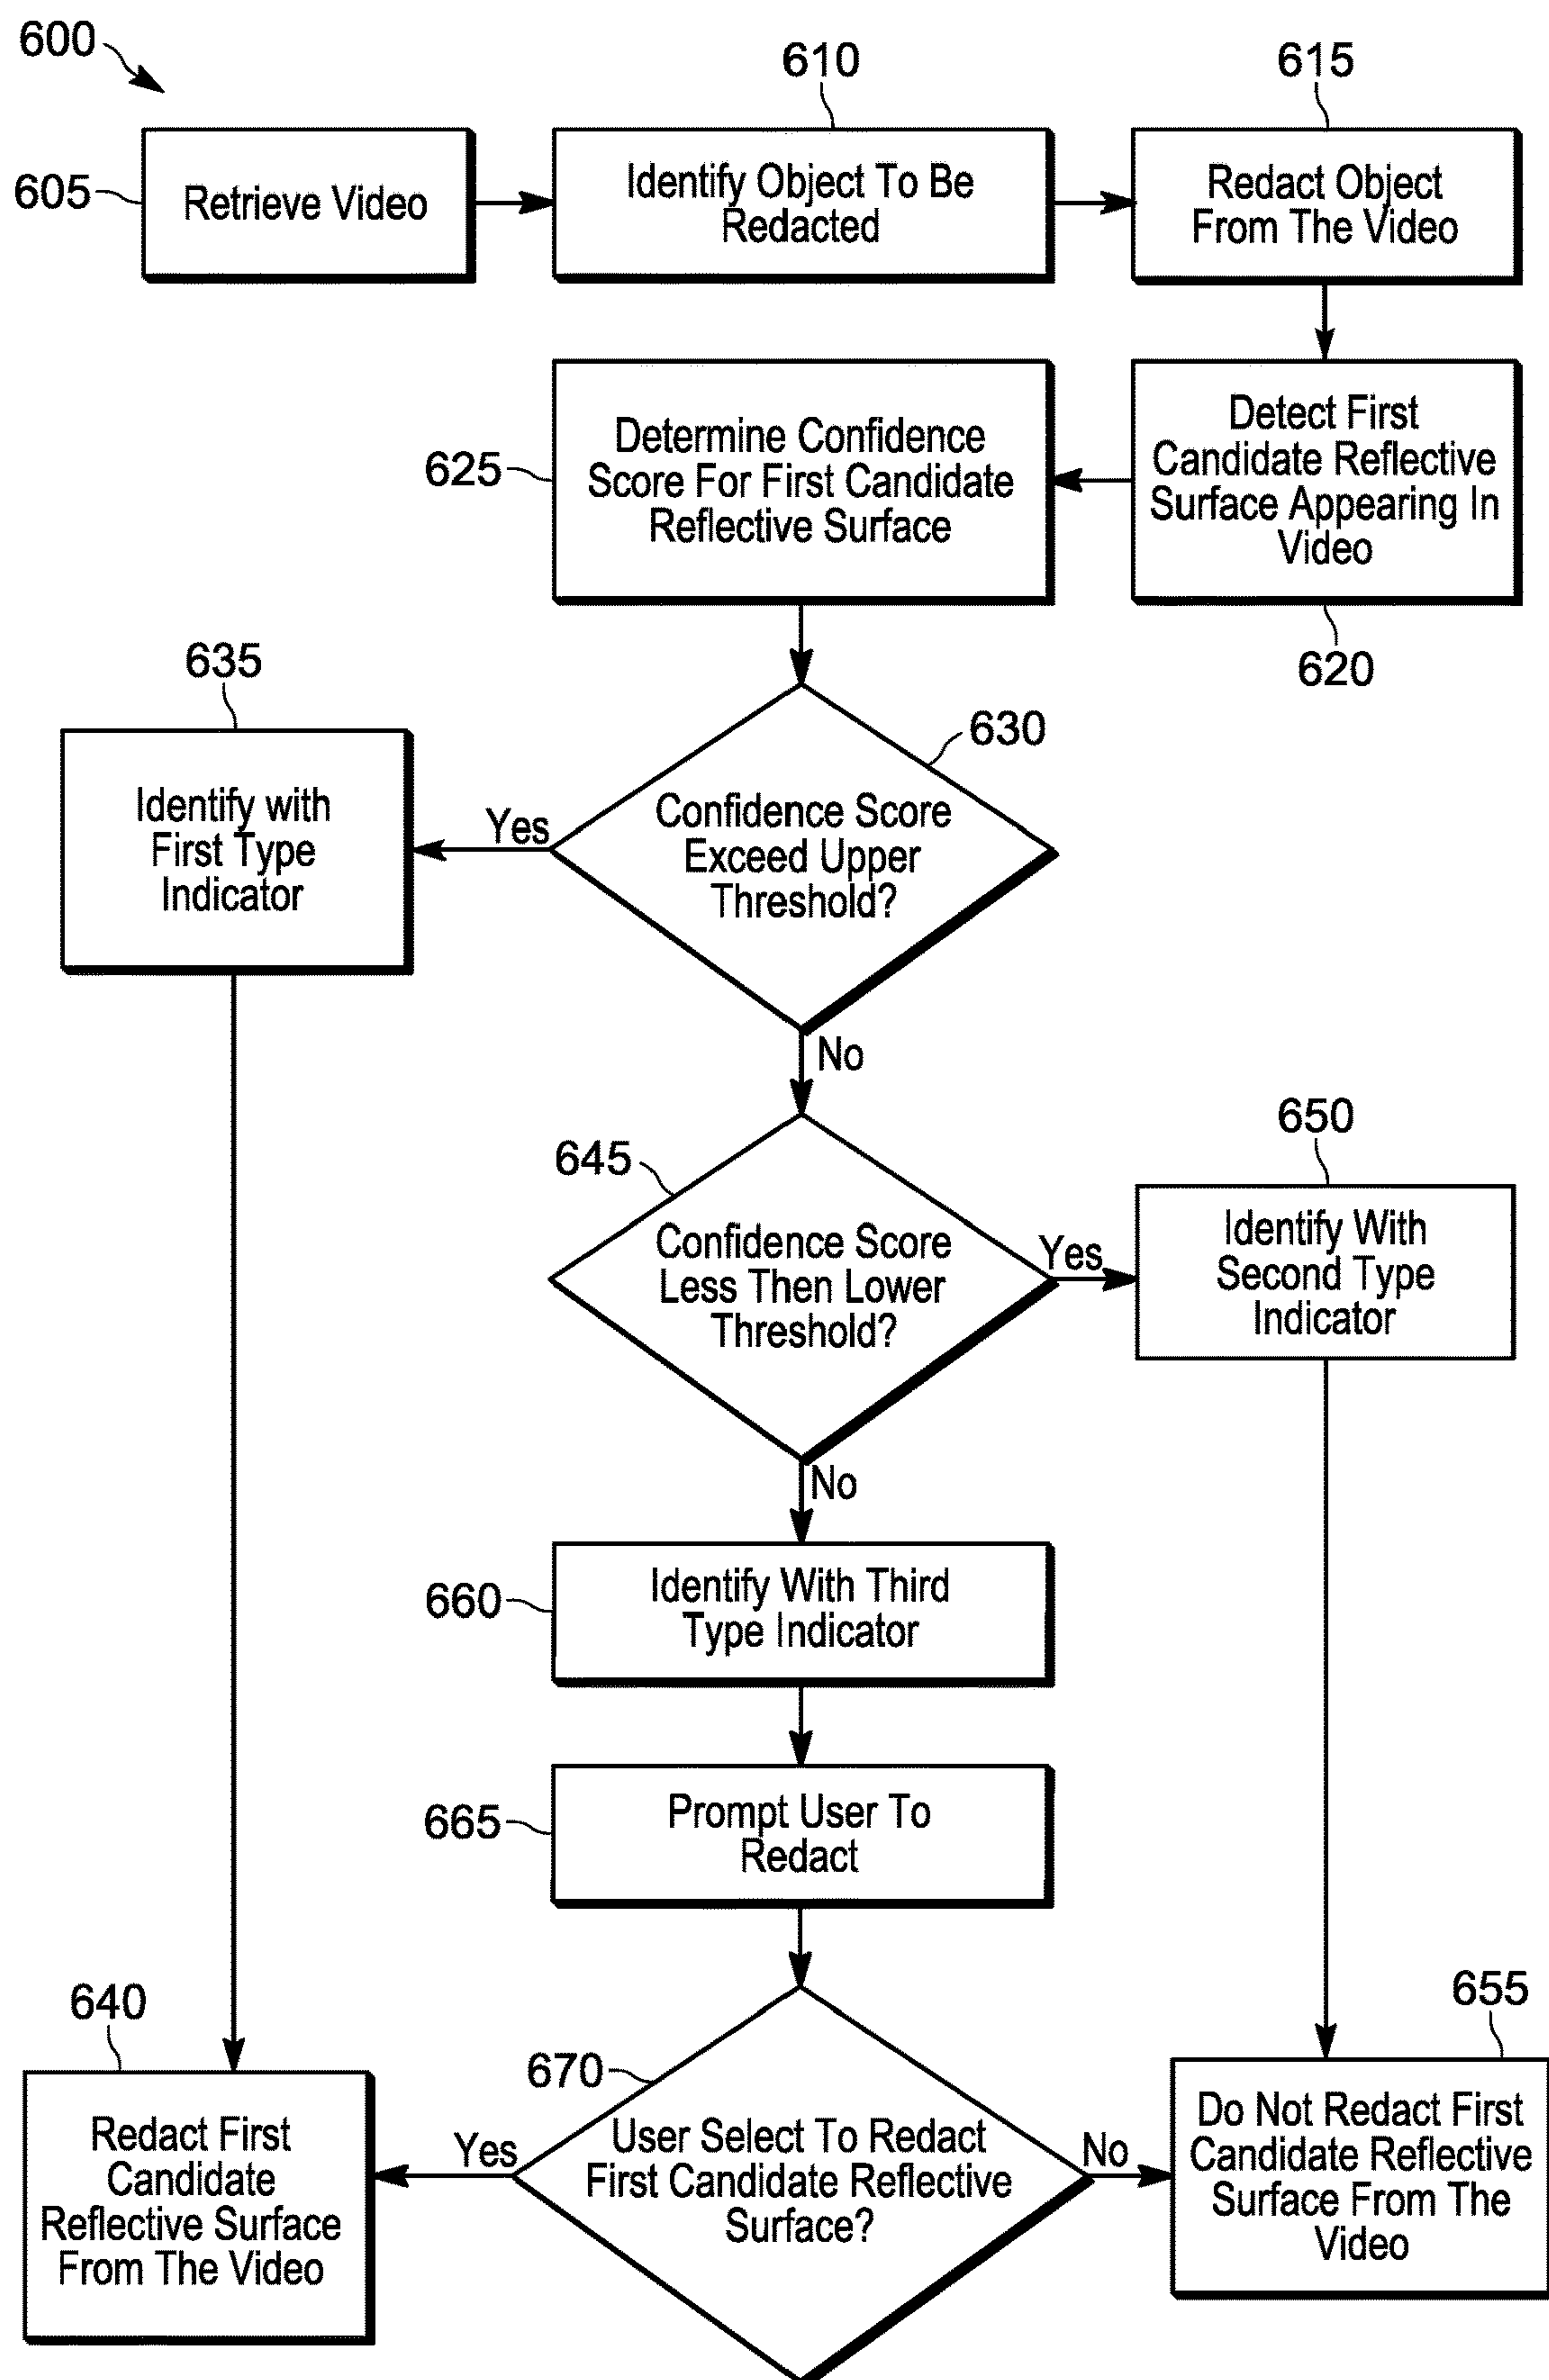 600
610
615
605
Retrieve Video
Identify Object To Be
Redacted
Redact Object
From The Video
625
Determine Confidence
Score For First Candidate
Reflective Surface
Detect First
Candidate Reflective
Surface Appearing In
Video
620
635
630
Identify with
First Type
Indicator
Yes
Confidence Score
Exceed Upper
Threshold?
No
645
650
Confidence Score
Less Then Lower
Threshold?
Yes
Identify With
Second Type
Indicator
No
660
Identify With Third
Type Indicator
665
Prompt User To
Redact
640
655
670
Redact First
Candidate
Reflective Surface
From The Video
Yes
User Select To Redact
First Candidate Reflective
Surface?
No
Do Not Redact First
Candidate Reflective
Surface From The
Video